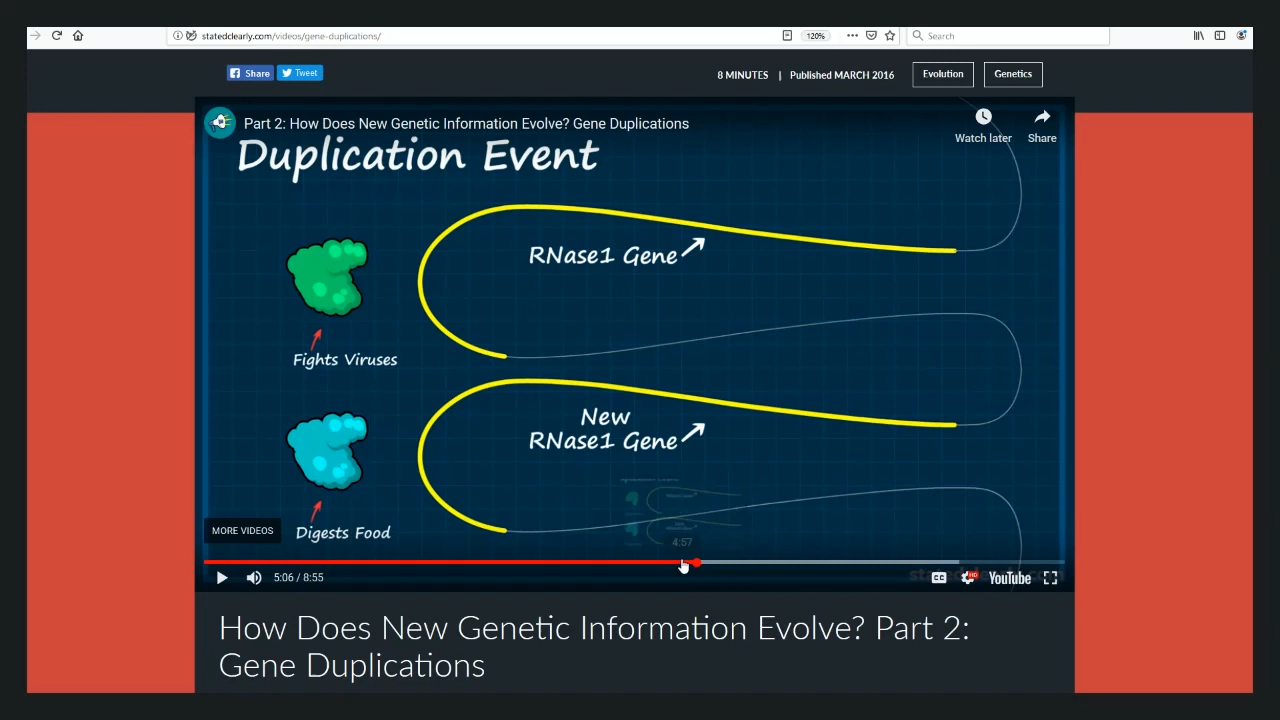 statedclearly.com/videos/gene-duplications/
120%
Search
Share
Tweet
8 MINUTES | Published MARCH 2016
Evolution
Genetics
Part 2: How Does New Genetic Information Evolve? Gene Duplications
Watch later
Share
Duplication Event
RNase1 Gene
Fights Viruses
New
RNase1 Gene
Digests Food
MORE VIDEOS
4:57
5:06 / 8:55
CC
HD
YouTube
How Does New Genetic Information Evolve? Part 2:
Gene Duplications